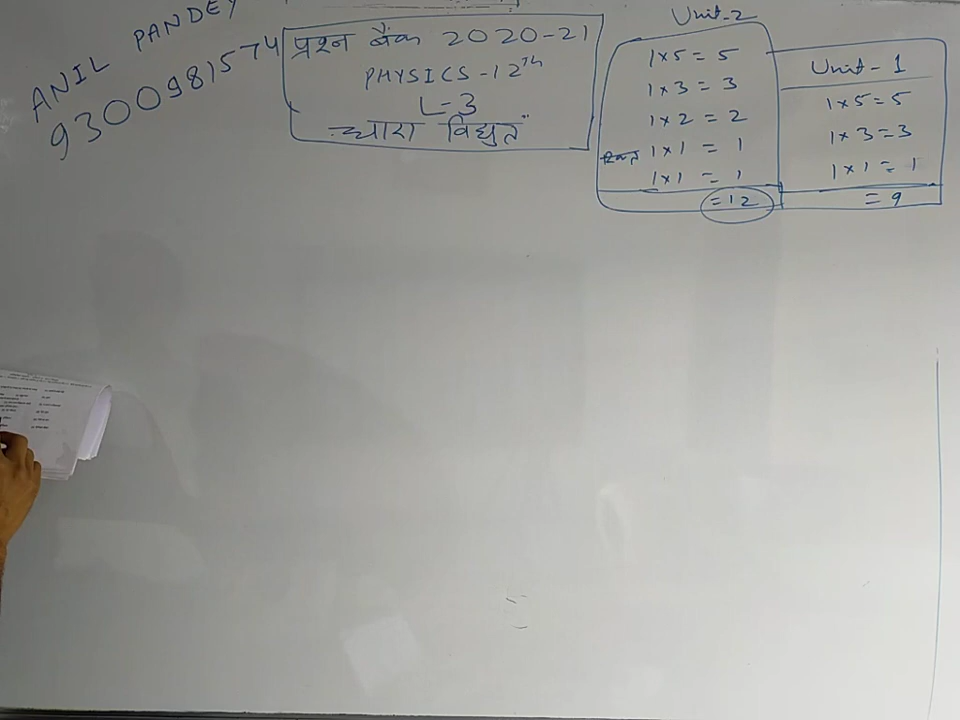 ANIL PANDEY
9300981574
प्रश्न बैंक 2020-21
PHYSICS-12th
L-3
धारा विद्युत"
Unit-2
1×5=5
1×3=3
1×2=2
1×1=1
1×1=1
=12
Unit-1
1×5=5
1×3=3
1×1=1
=9